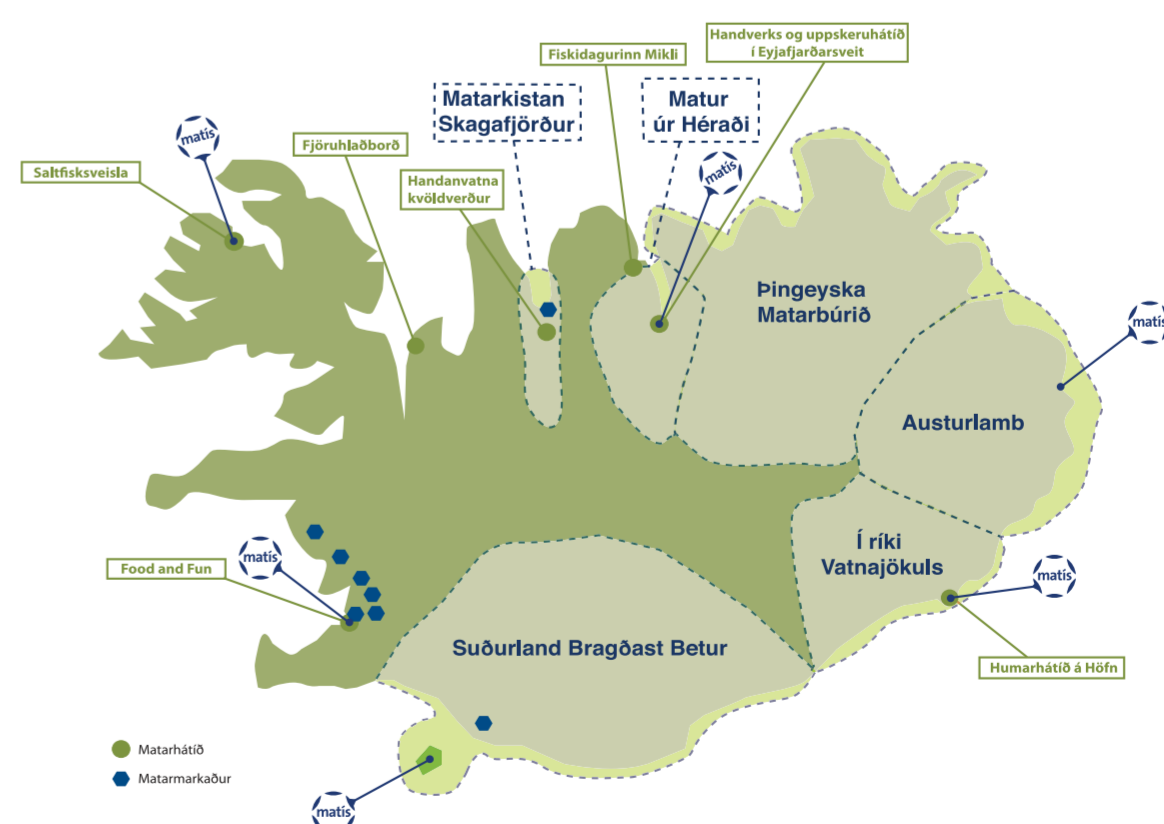 Handverks og uppskeruhátíð
í Eyjafjarðarsveit
Fiskidagurinn Mikli
Matarkistan
Skagafjörður
Matur
úr Héraði
matís
Fjöruhlaðborð
matís
Saltfisksveisla
Handanvatna
kvöldverður
Þingeyska
Matarbúrið
matís
Austurlamb
Í ríki
Vatnajökuls
matís
Food and Fun
matís
Suðurland Bragðast Betur
Humarhátíð á Höfn
Matarhátíð
Matarmarkaður
matís